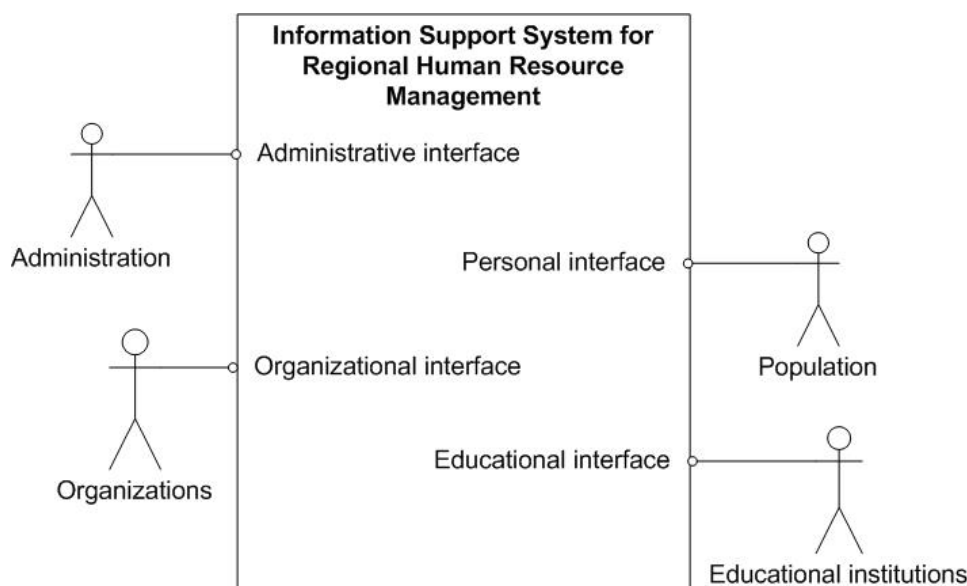 Information Support System for
Regional Human Resource
Management
Administrative interface
Administration
Personal interface
Population
Organizational interface
Organizations
Educational interface
Educational institutions